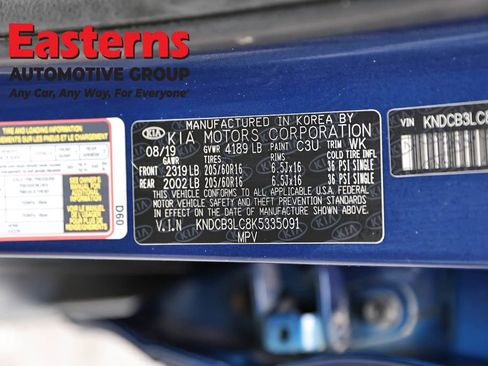 Easterns
AUTOMOTIVE GROUP
Any Car, Any Way, For Everyone
TIRE AND LOADING INFORMATION
VIN KNDCB3LC8
D60
MANUFACTURED IN KOREA BY
KIA KIA MOTORS CORPORATION
08/19 GVWR 4189 LB PAINT C3U TRIM WK
GAWR TIRES RIMS COLD TIRE INFL
FRONT 2319 LB 205/60R16 6.5Jx16 36 PSI SINGLE
REAR 2002 LB 205/60R16 6.5Jx16 36 PSI SINGLE
THIS VEHICLE CONFORMS TO ALL APPLICABLE U.S.A. FEDERAL
MOTOR VEHICLE SAFETY, BUMPER, AND THEFT PREVENTION STANDARDS
IN EFFECT ON THE DATE OF MANUFACTURE SHOWN ABOVE.
V.I.N KNDCB3LC8K5335091
MPV